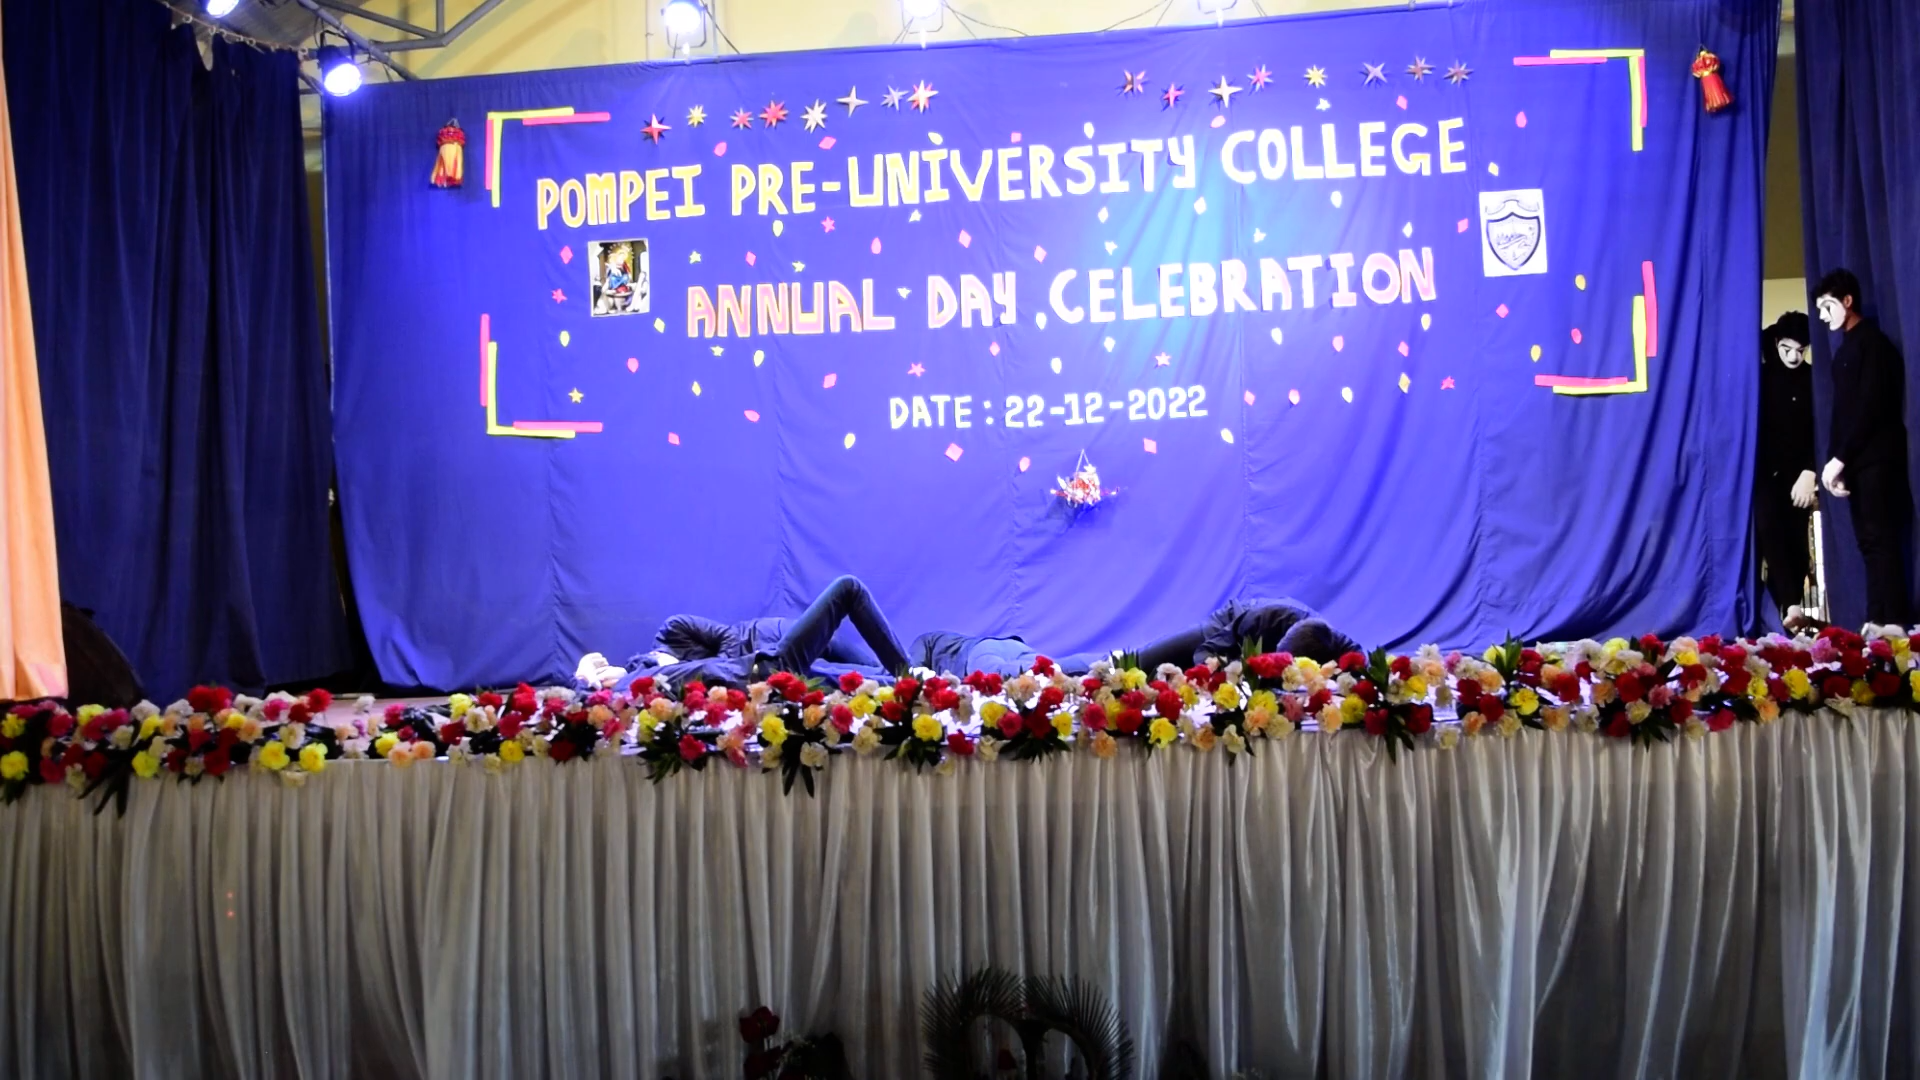 POMPEI PRE-UNIVERSITY COLLEGE
ANNUAL DAY CELEBRATION
DATE : 22-12-2022